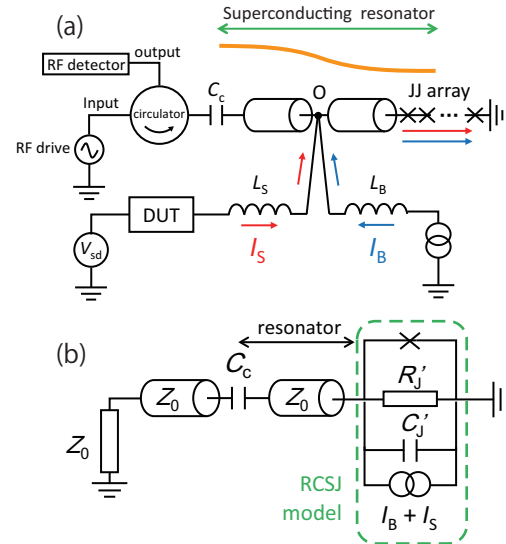 (a)
Superconducting resonator
output
RF detector
C_c
O
JJ array
Input
circulator
...
RF drive
L_S
L_B
DUT
V_sd
I_S
I_B
(b)
resonator
C_c
Z_0
Z_0
R_J'
Z_0
C_J'
RCSJ
model
I_B + I_S